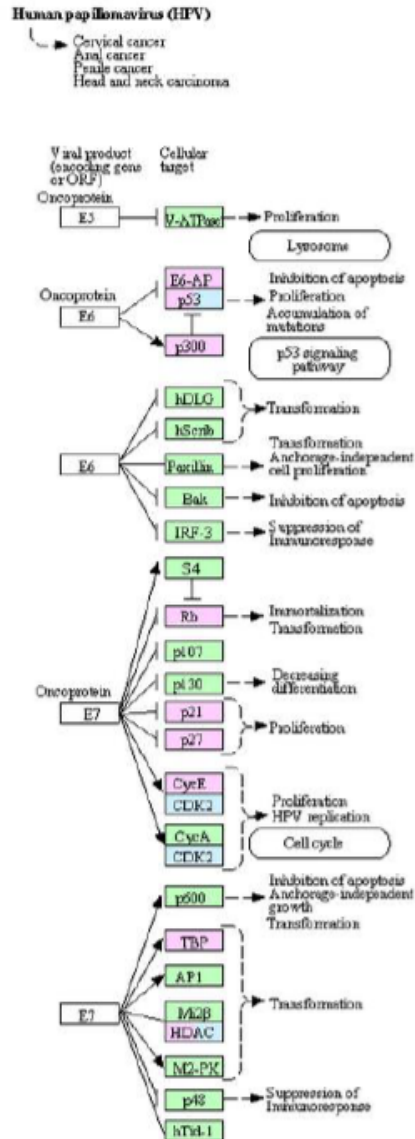 Human papillomavirus (HPV)
Cervical cancer
Anal cancer
Penile cancer
Head and neck carcinoma
Viral product
(encoding gene
or ORF)
Cellular
target
Oncoprotein
E5
V-ATPase
Proliferation
Lysosome
Oncoprotein
E6
E6-AP
p53
p300
Inhibition of apoptosis
Proliferation
Accumulation of
mutations
p53 signaling
pathway
E6
hDLG
hScrib
Transformation
Paxillin
Transformation
Anchorage-independent
cell proliferation
Bak
Inhibition of apoptosis
IRF-3
Suppression of
Immunoresponse
Oncoprotein
E7
S4
Rb
Immortalization
Transformation
p107
p130
Decreasing
differentiation
p21
p27
Proliferation
CycE
CDK2
CycA
CDK2
Proliferation
HPV replication
Cell cycle
E7
p600
Inhibition of apoptosis
Anchorage-independent
growth
Transformation
TBP
AP1
Mi2β
HDAC
M2-PK
Transformation
p48
Suppression of
Immunoresponse
hTid-1